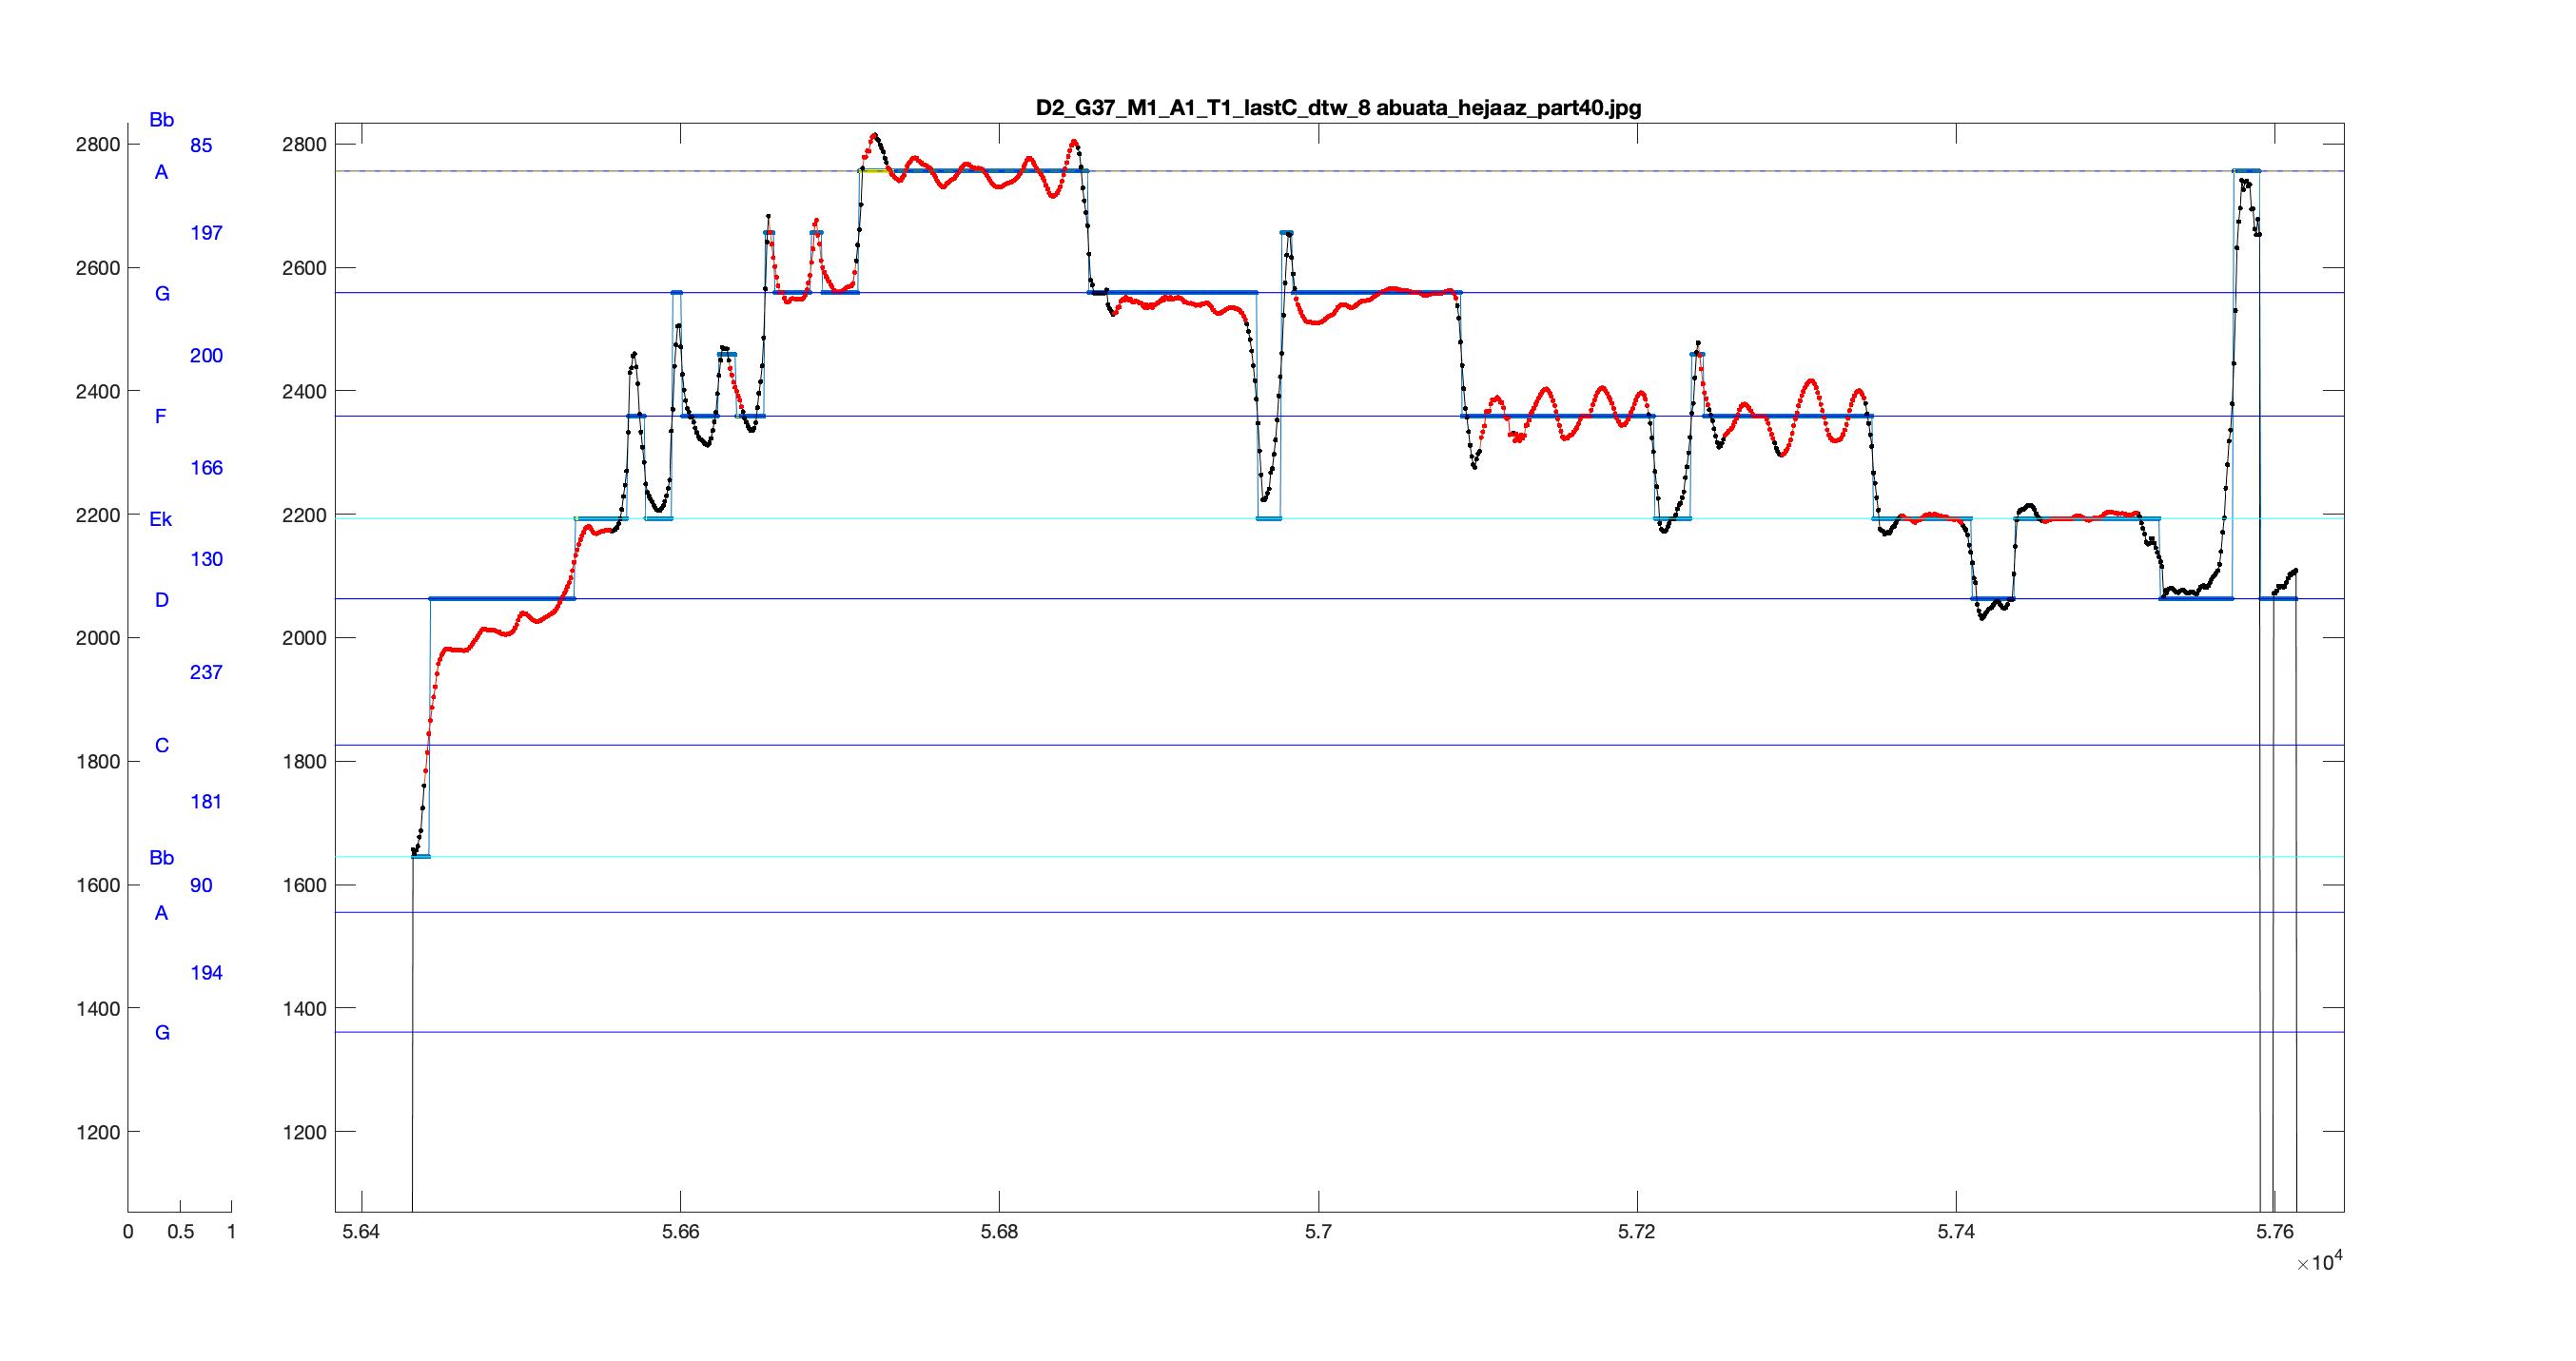 D2_G37_M1_A1_T1_lastC_dtw_8 abuata_hejaaz_part40.jpg
Bb
2800 85 2800
A
197
2600 2600
G
200
2400 2400
F
166
2200 Ek 2200
130
D
2000 2000
237
C
1800 1800
181
Bb
1600 90 1600
A
194
1400 1400
G
1200 1200
0 0.5 1 5.64 5.66 5.68 5.7 5.72 5.74 5.76
×10⁴